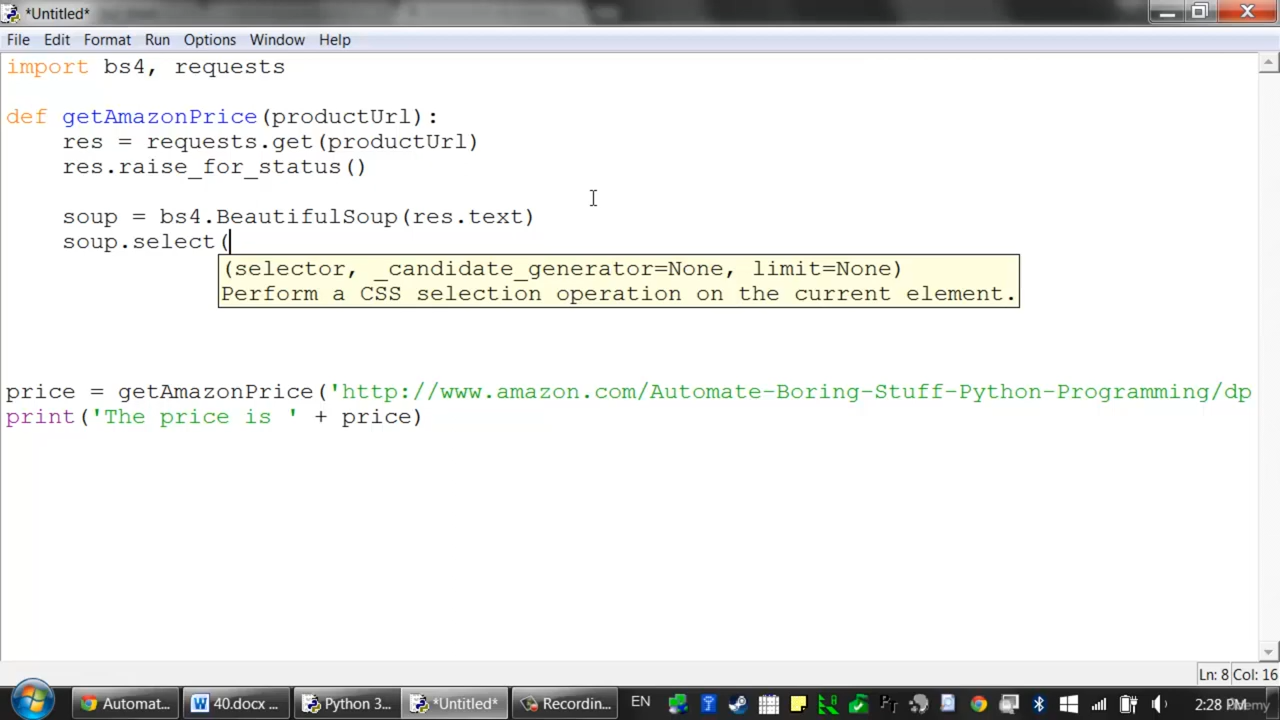 *Untitled*
File Edit Format Run Options Window Help
import bs4, requests
def getAmazonPrice(productUrl):
res = requests.get(productUrl)
res.raise_for_status()
soup = bs4.BeautifulSoup(res.text)
soup.select(
(selector, _candidate_generator=None, limit=None)
Perform a CSS selection operation on the current element.
price = getAmazonPrice('http://www.amazon.com/Automate-Boring-Stuff-Python-Programming/dp
print('The price is ' + price)
Ln: 8 Col: 16
Automat... 40.docx ... Python 3... *Untitled* Recordin... EN 2:28 PM